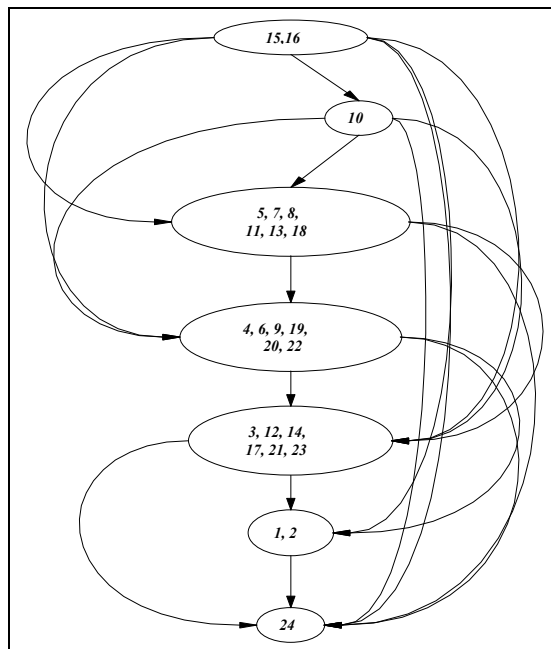 15,16
10
5, 7, 8,
11, 13, 18
4, 6, 9, 19,
20, 22
3, 12, 14,
17, 21, 23
1, 2
24